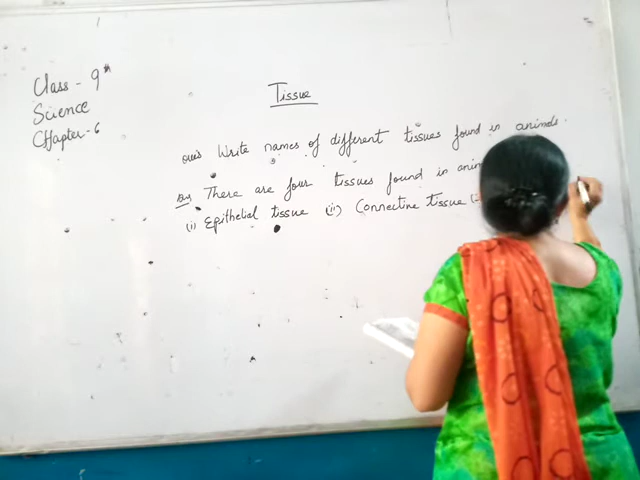 Class - 9th
Science
Chapter-6
Tissue
Ques Write names of different tissues found in animals.
Ans There are four tissues found in
(i) Epithelial tissue (ii) Connective tissue